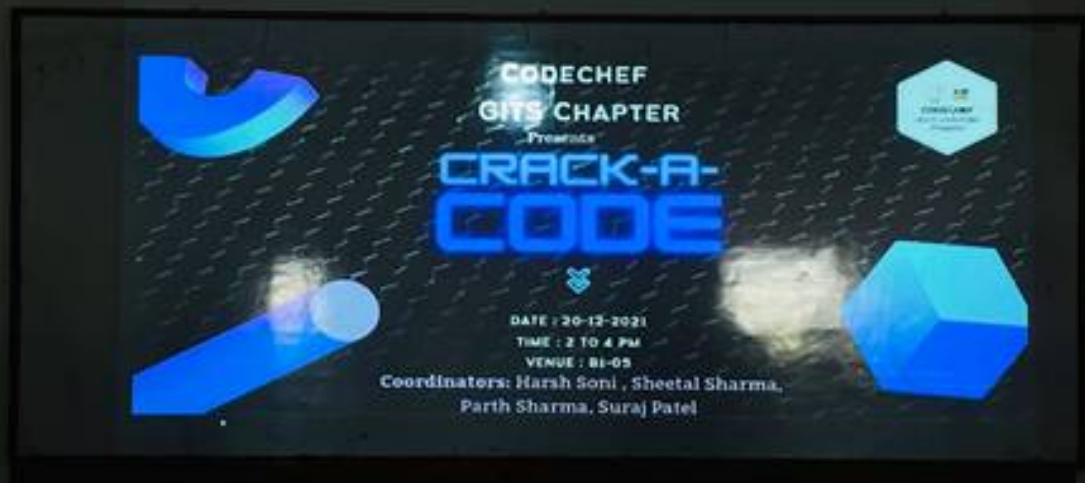 CODECHEF
GITS CHAPTER
Presents
CRACK-A-
CODE
DATE : 20-12-2021
TIME : 2 TO 4 PM
VENUE : B1-05
Coordinators: Harsh Soni , Sheetal Sharma,
Parth Sharma, Suraj Patel